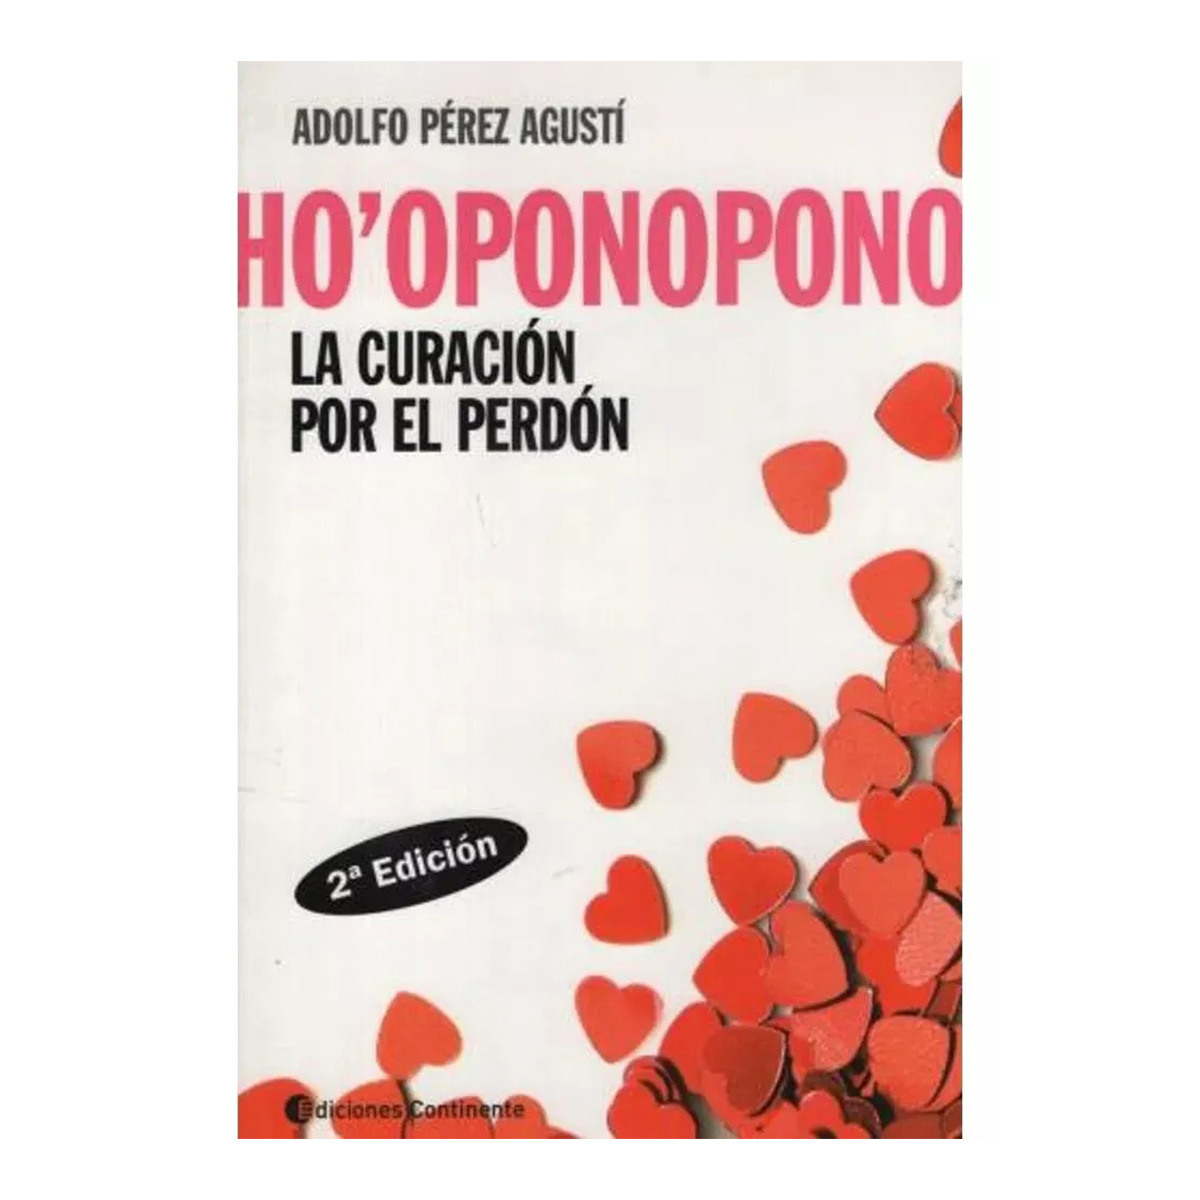 ADOLFO PÉREZ AGUSTÍ
HO'OPONOPONO
LA CURACIÓN
POR EL PERDÓN
2ª Edición
Ediciones Continente